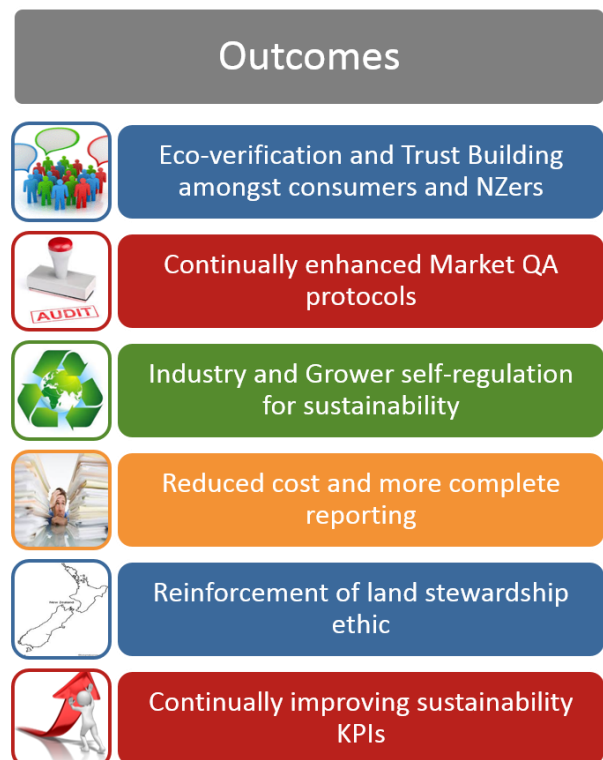 Outcomes
Eco-verification and Trust Building
amongst consumers and NZers
AUDIT
Continually enhanced Market QA
protocols
Industry and Grower self-regulation
for sustainability
Reduced cost and more complete
reporting
Reinforcement of land stewardship
ethic
Continually improving sustainability
KPIs